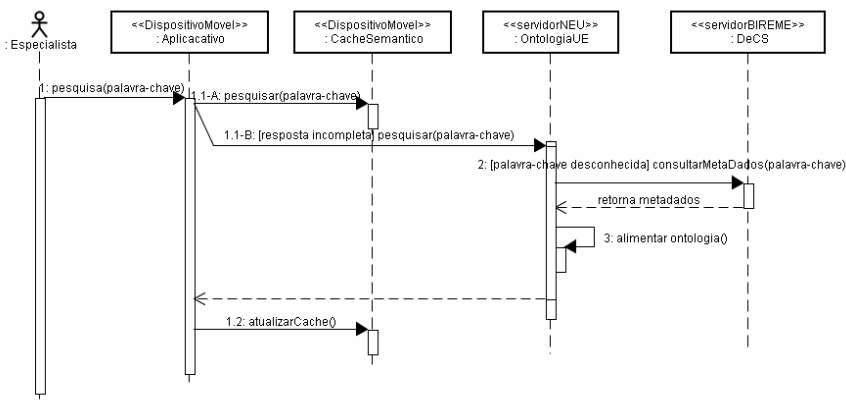 : Especialista
<<DispositivoMovel>>
: Aplicacativo
<<DispositivoMovel>>
: CacheSemantico
<<servidorNEU>>
: OntologiaUE
<<servidorBIREME>>
: DeCS
1: pesquisa(palavra-chave)
1.1-A: pesquisar(palavra-chave)
1.1-B: [resposta incompleta] pesquisar(palavra-chave)
2: [palavra-chave desconhecida] consultarMetaDados(palavra-chave)
retorna metadados
3: alimentar ontologia()
1.2: atualizarCache()